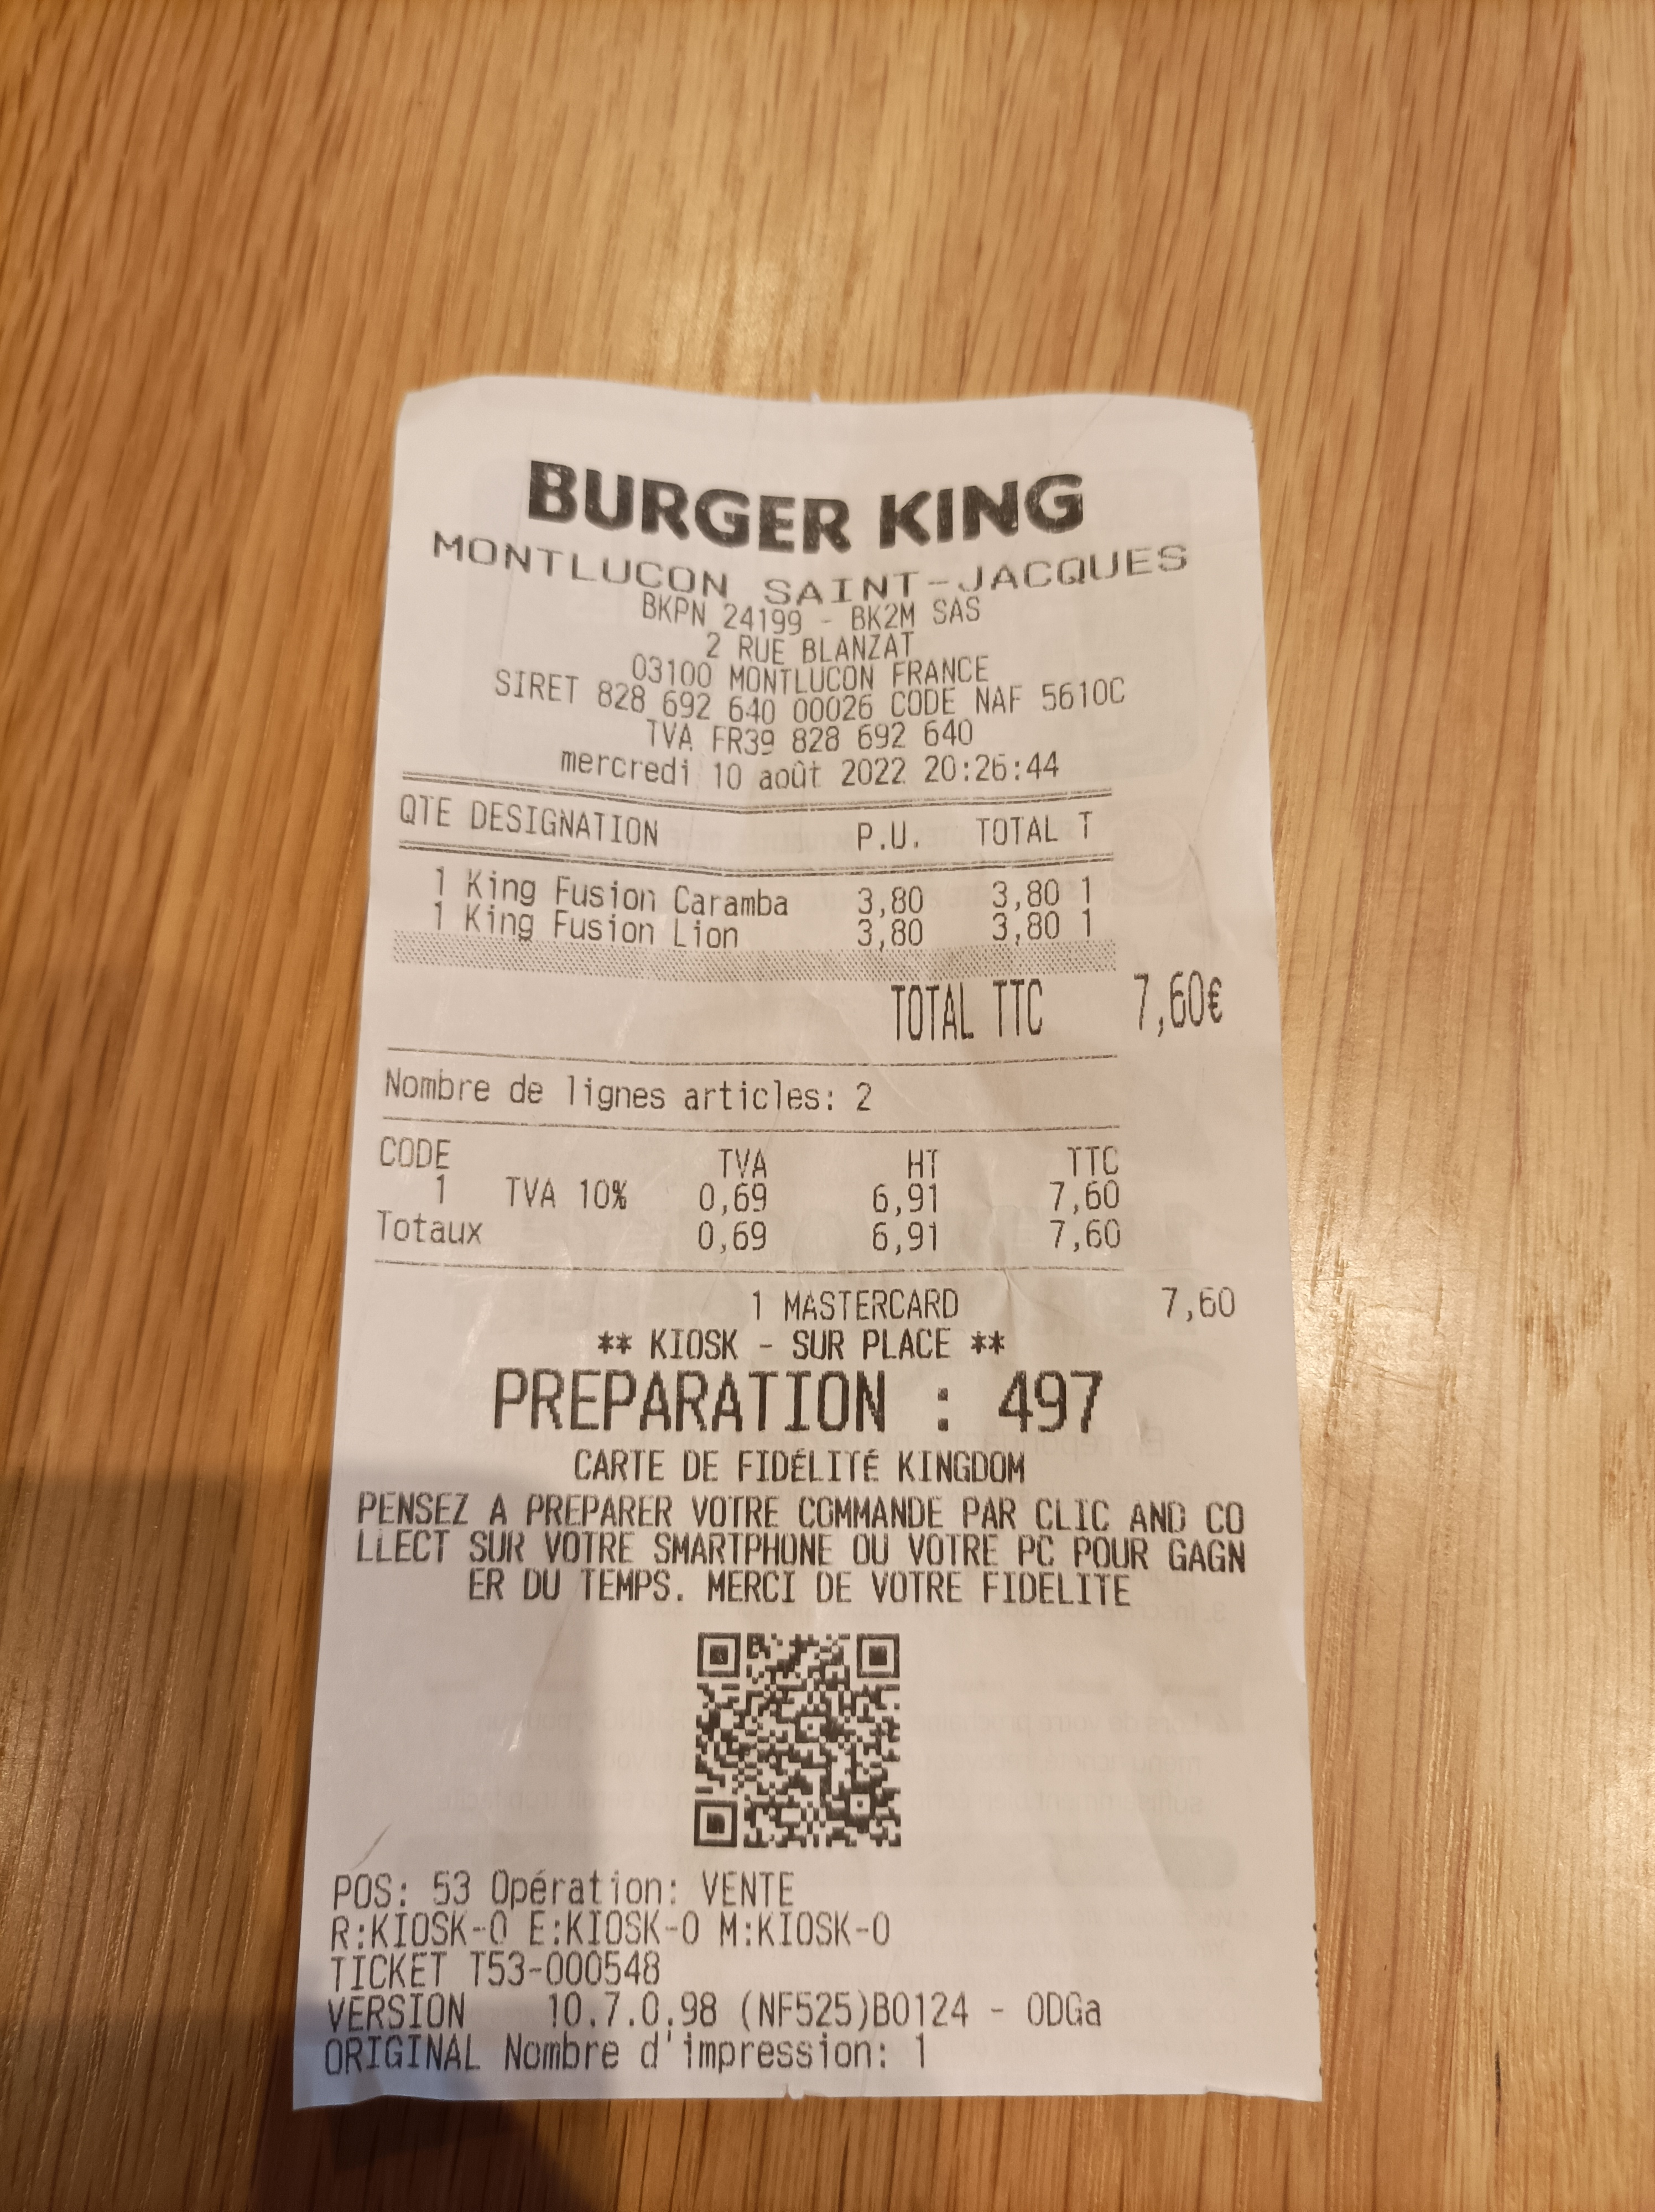 BURGER KING
MONTLUCON SAINT-JACQUES
BKPN 24199 - BK2M SAS
2 RUE BLANZAT
03100 MONTLUCON FRANCE
SIRET 828 692 640 00026 CODE NAF 5610C
TVA FR39 828 692 640
mercredi 10 août 2022 20:26:44
QTE DESIGNATION P.U. TOTAL T
1 King Fusion Caramba 3,80 3,80 1
1 King Fusion Lion 3,80 3,80 1
TOTAL TTC 7,60€
Nombre de lignes articles: 2
CODE TVA HT TTC
1 TVA 10% 0,69 6,91 7,60
Totaux 0,69 6,91 7,60
1 MASTERCARD 7,60
** KIOSK - SUR PLACE **
PREPARATION : 497
CARTE DE FIDÉLITÉ KINGDOM
PENSEZ A PREPARER VOTRE COMMANDE PAR CLIC AND CO
LLECT SUR VOTRE SMARTPHONE OU VOTRE PC POUR GAGN
ER DU TEMPS. MERCI DE VOTRE FIDELITE
POS: 53 Opération: VENTE
R:KIOSK-0 E:KIOSK-0 M:KIOSK-0
TICKET T53-000548
VERSION 10.7.0.98 (NF525)B0124 - ODGa
ORIGINAL Nombre d'impression: 1